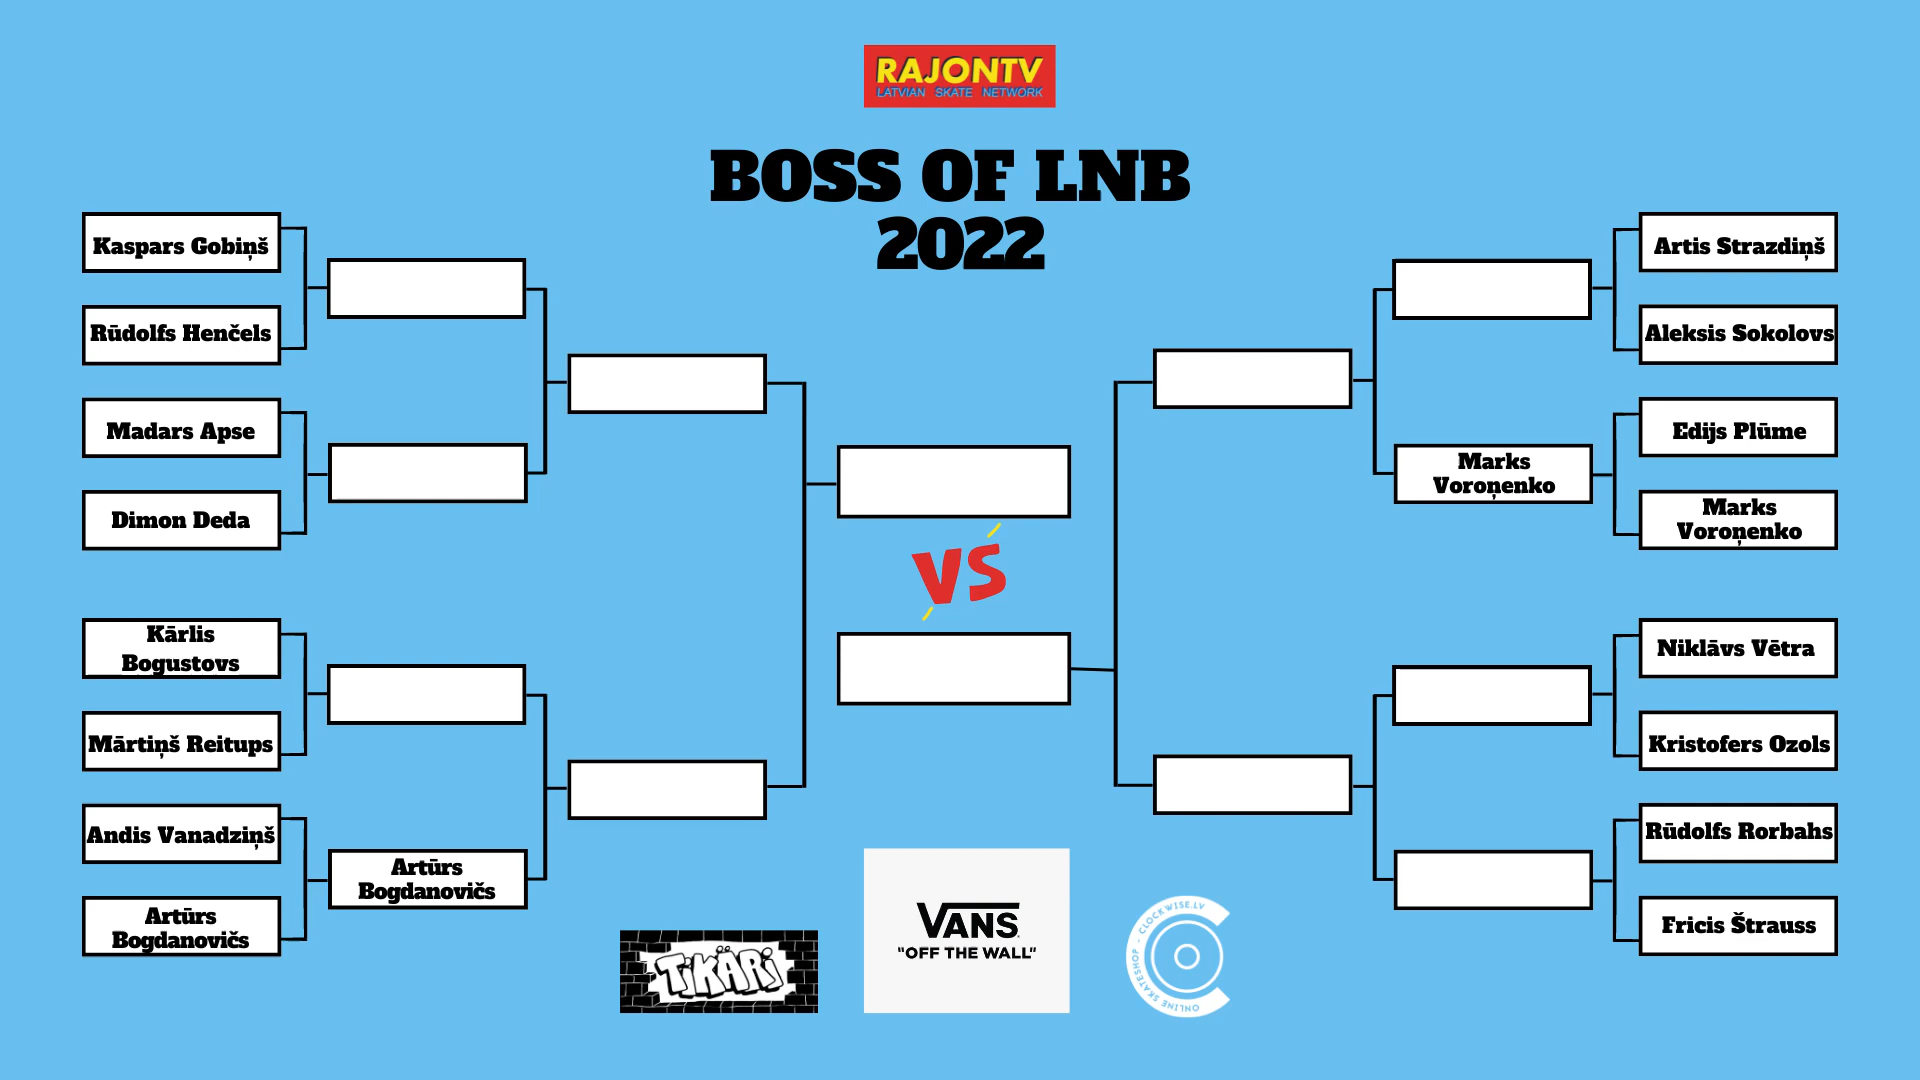 RAJONTV
LATVIAN SKATE NETWORK
BOSS OF LNB
2022
Kaspars Gobiņš
Rūdolfs Henčels
Madars Apse
Dimon Deda
Kārlis
Bogustovs
Mārtiņš Reitups
Andis Vanadziņš
Artūrs
Bogdanovičs
Artūrs
Bogdanovičs
VS
Marks
Voroņenko
Artis Strazdiņš
Aleksis Sokolovs
Edijs Plūme
Marks
Voroņenko
Niklāvs Vētra
Kristofers Ozols
Rūdolfs Rorbahs
Fricis Štrauss
TIKÄRI
VANS
"OFF THE WALL"
ONLINE SKATESHOP - CLOCKWISE.LV